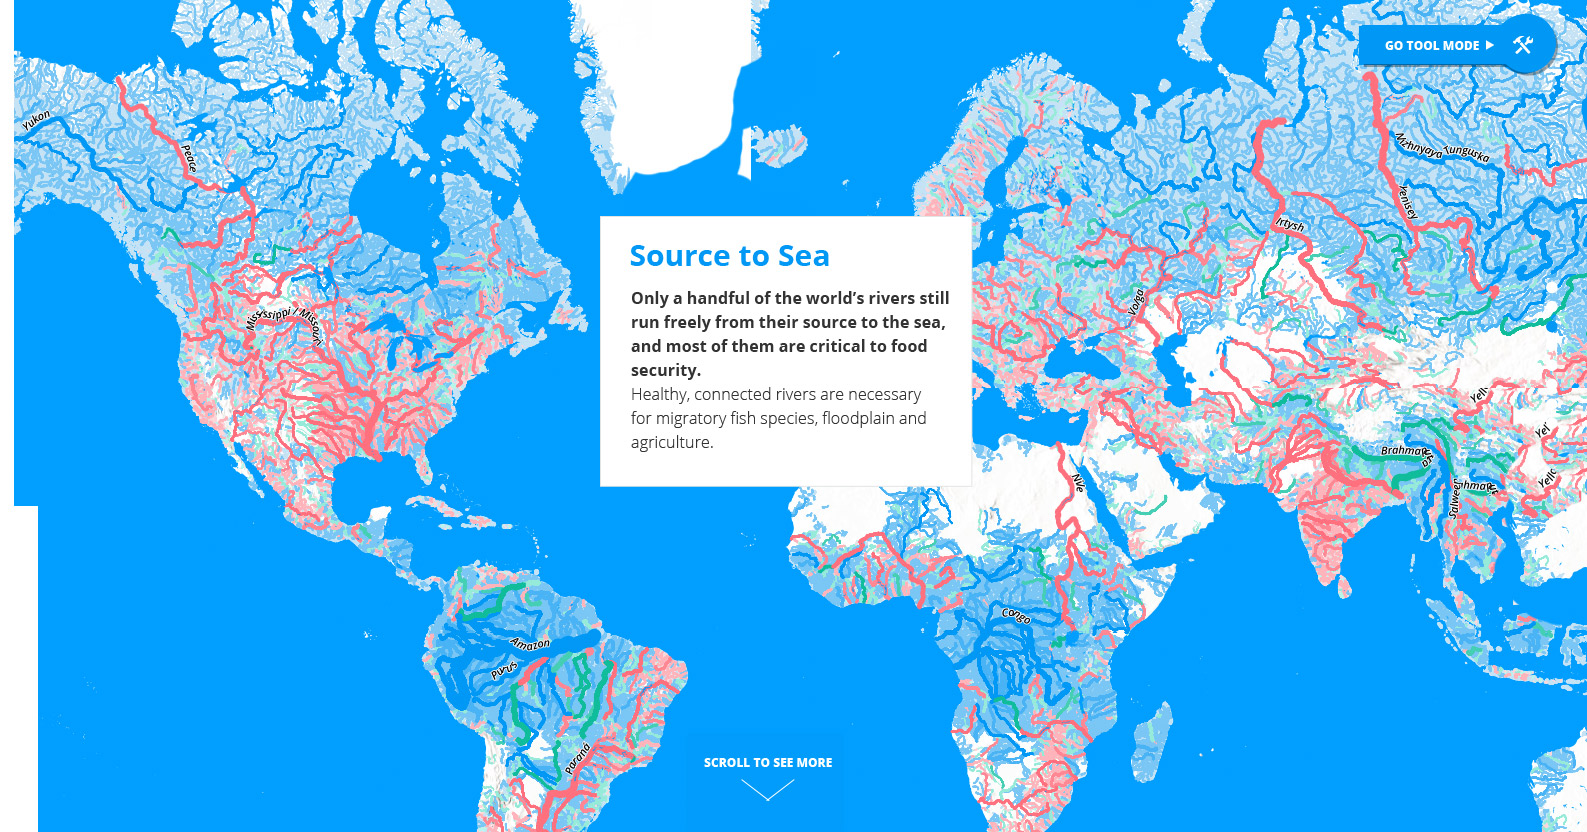 GO TOOL MODE
Yukon
Peace
Nizhnyaya Tunguska
Yenisey
Irtysh
Source to Sea
Only a handful of the world’s rivers still
run freely from their source to the sea,
and most of them are critical to food
security.
Healthy, connected rivers are necessary
for migratory fish species, floodplain and
agriculture.
Volga
Mississippi / Missouri
Yell
Yel
Brahmap
Yello
Nile
Salween
ahmaput
Congo
Amazon
Purus
Paraná
SCROLL TO SEE MORE